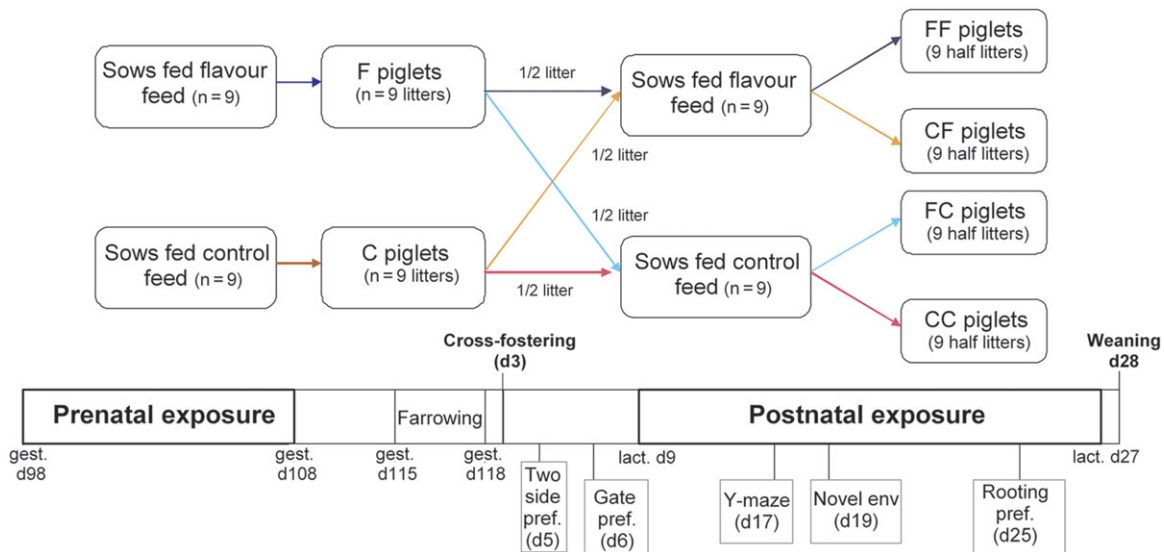 Sows fed flavour
feed (n = 9)
F piglets
(n = 9 litters)
1/2 litter
Sows fed flavour
feed (n = 9)
FF piglets
(9 half litters)
CF piglets
(9 half litters)
1/2 litter
1/2 litter
Sows fed control
feed (n = 9)
C piglets
(n = 9 litters)
1/2 litter
Sows fed control
feed (n = 9)
FC piglets
(9 half litters)
CC piglets
(9 half litters)
Cross-fostering
(d3)
Weaning
d28
Prenatal exposure
Farrowing
Postnatal exposure
gest.
d98
gest.
d108
gest.
d115
gest.
d118
lact. d9
lact. d27
Two
side
pref.
(d5)
Gate
pref.
(d6)
Y-maze
(d17)
Novel env
(d19)
Rooting
pref.
(d25)